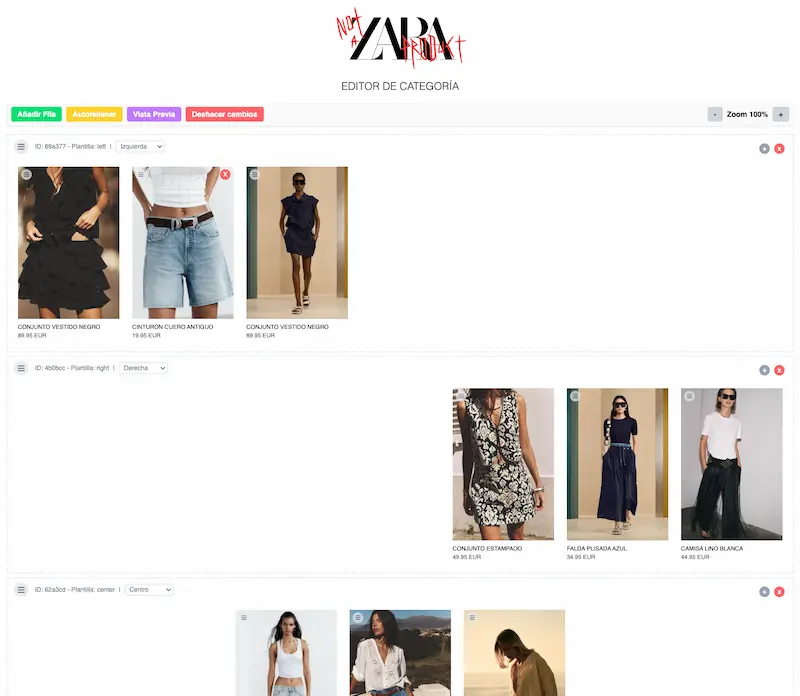 NOT
A
ZARA
PRODUKT
EDITOR DE CATEGORÍA
Añadir Fila
Autorellenar
Vista Previa
Deshacer cambios
-
Zoom 100%
+
ID: 69a377 - Plantilla: left | Izquierda
+
x
X
CONJUNTO VESTIDO NEGRO
89.95 EUR
CINTURON CUERO ANTIGUO
19.95 EUR
CONJUNTO VESTIDO NEGRO
89.95 EUR
ID: 4b0bcc - Plantilla: right | Derecha
+
x
CONJUNTO ESTAMPADO
49.95 EUR
FALDA PLISADA AZUL
34.95 EUR
CAMISA LINO BLANCA
44.95 EUR
ID: 62a3cd - Plantilla: center | Centro
+
x